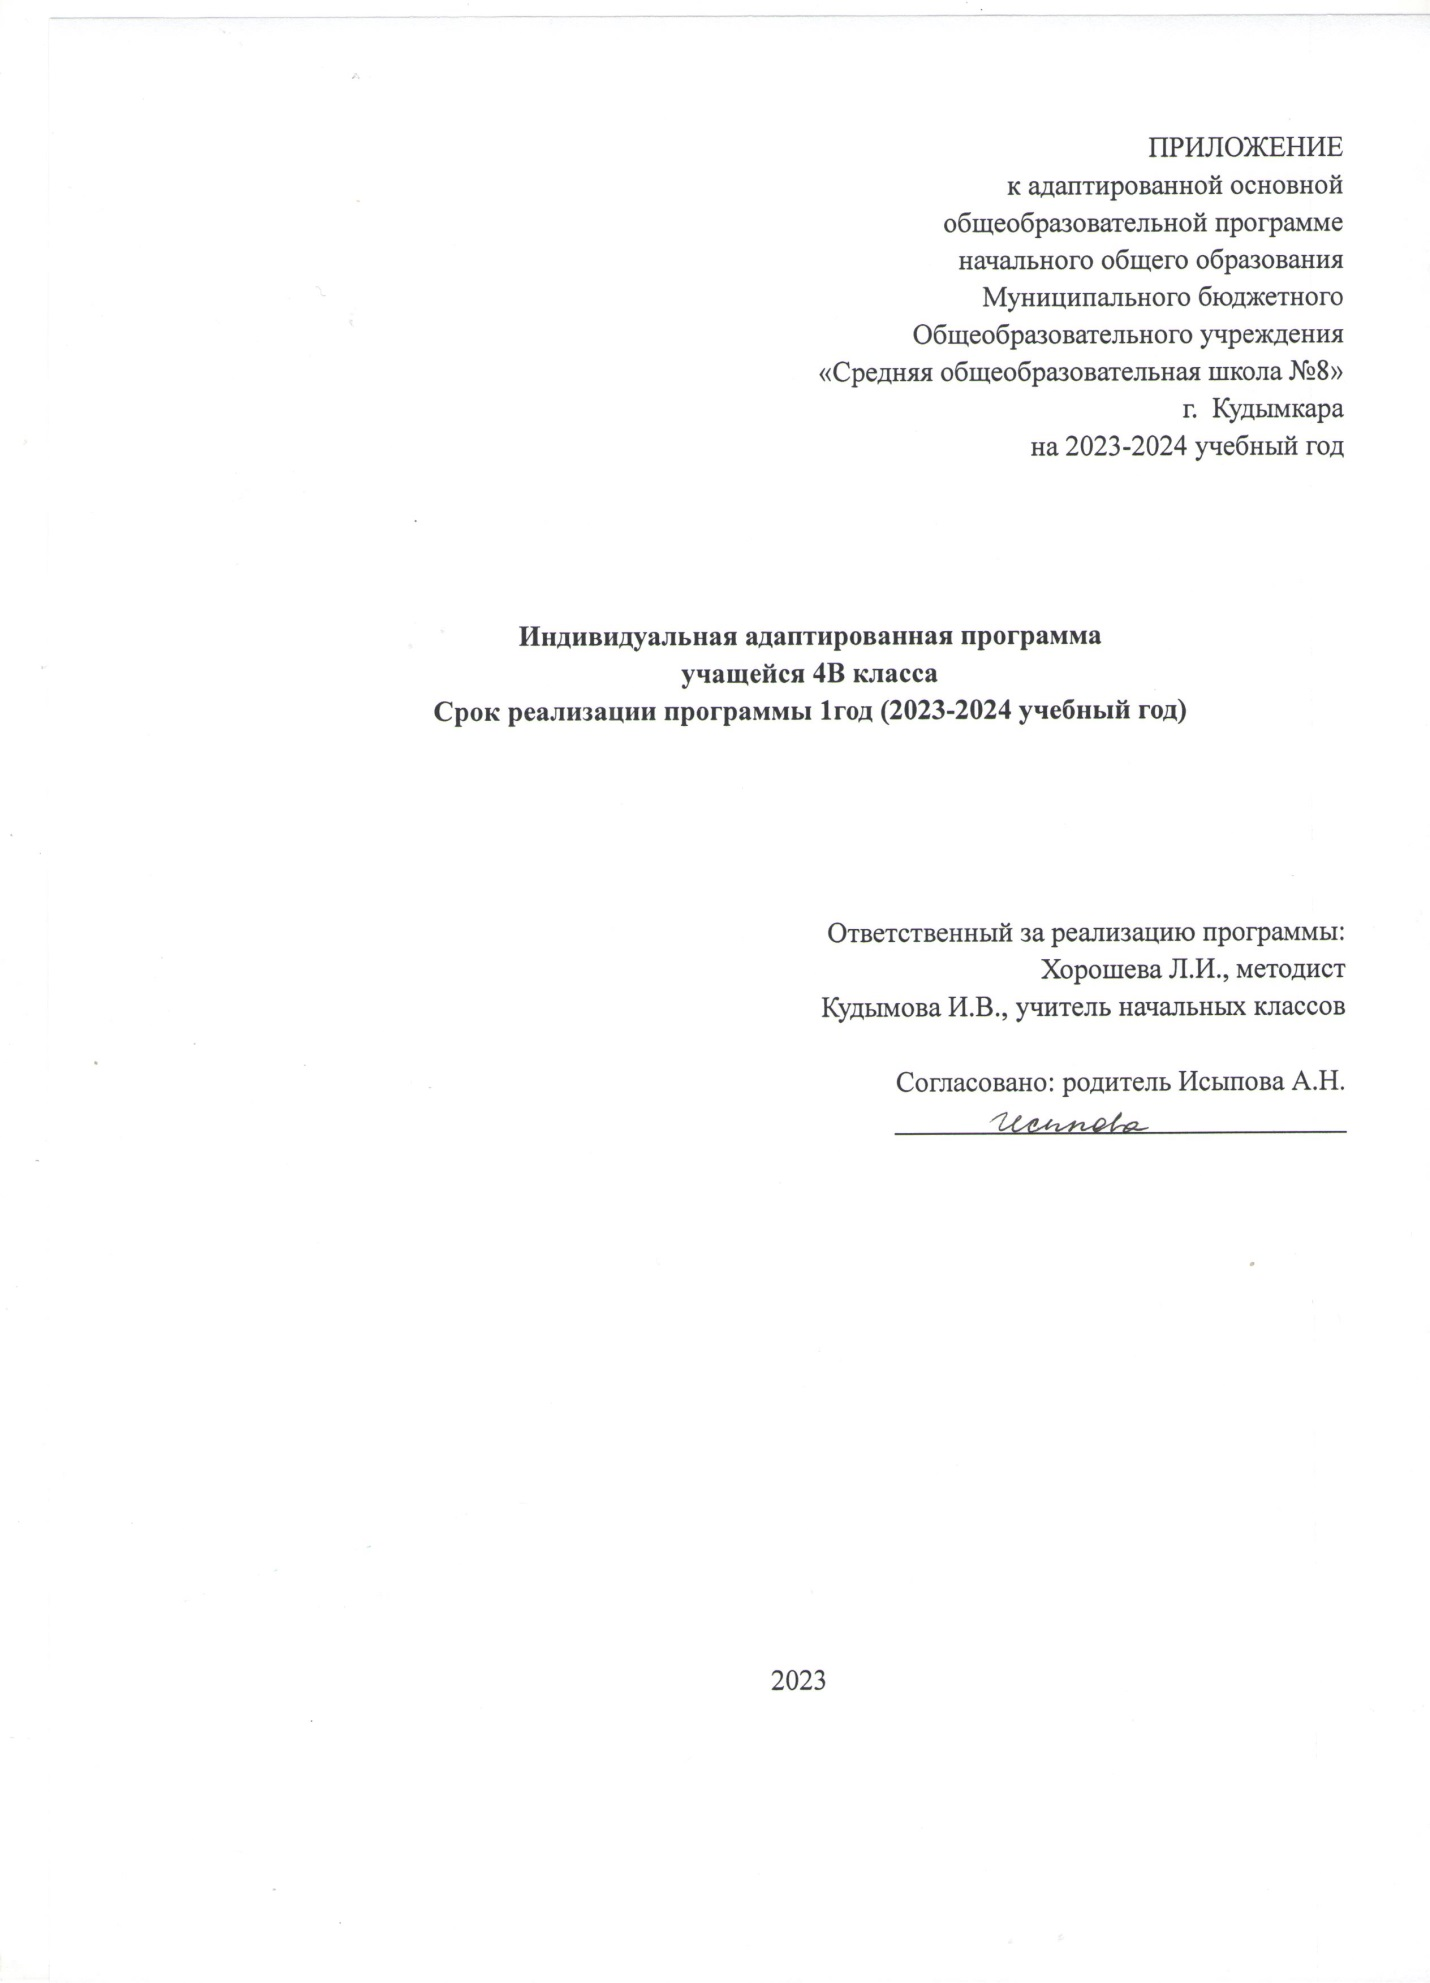 ПРИЛОЖЕНИЕ
к адаптированной основной
общеобразовательной программе
начального общего образования
Муниципального бюджетного
Общеобразовательного учреждения
«Средняя общеобразовательная школа №8»
г.  Кудымкара
на 2023-2024 учебный год
Индивидуальная адаптированная программа
учащейся 4В класса
Срок реализации программы 1год (2023-2024 учебный год)
Ответственный за реализацию программы:
Хорошева Л.И., методист
Кудымова И.В., учитель начальных классов
Согласовано: родитель Исыпова А.Н.
Исыпова
2023